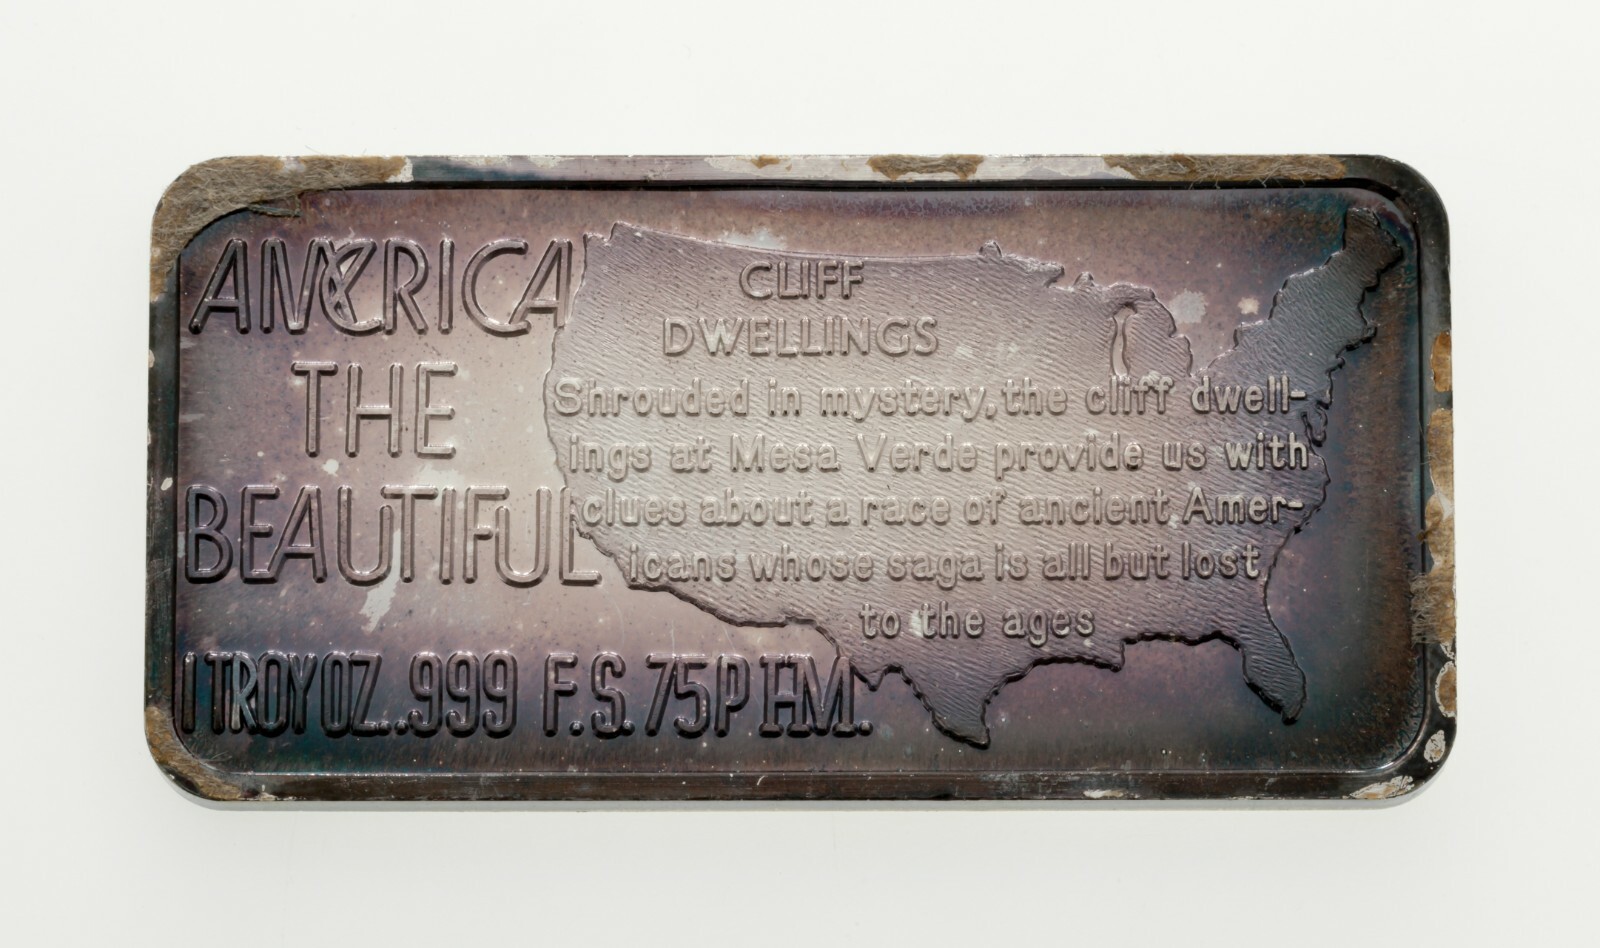 AMERICA
THE
BEAUTIFUL
1 TROY OZ. .999 F.S. 75P HM.
CLIFF
DWELLINGS
Shrouded in mystery, the cliff dwell-
ings at Mesa Verde provide us with
clues about a race of ancient Amer-
icans whose saga is all but lost
to the ages